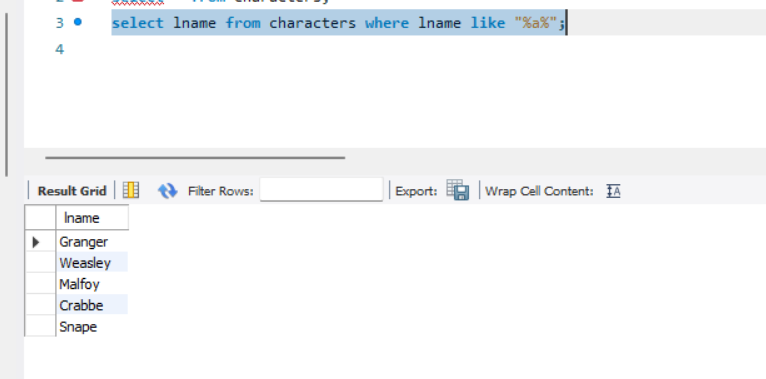 3 select lname from characters where lname like "%a%";
4
Result Grid Filter Rows: Export: Wrap Cell Content:
lname
Granger
Weasley
Malfoy
Crabbe
Snape